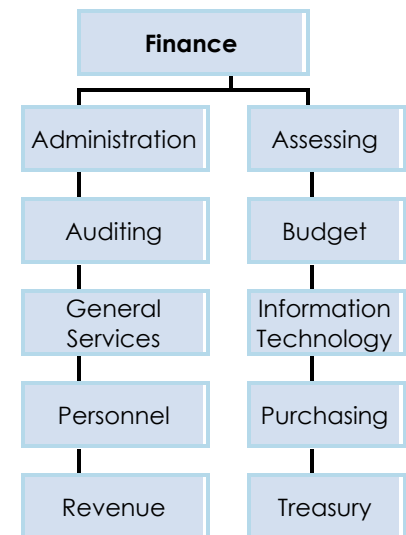 Finance
Administration
Assessing
Auditing
Budget
General
Services
Information
Technology
Personnel
Purchasing
Revenue
Treasury